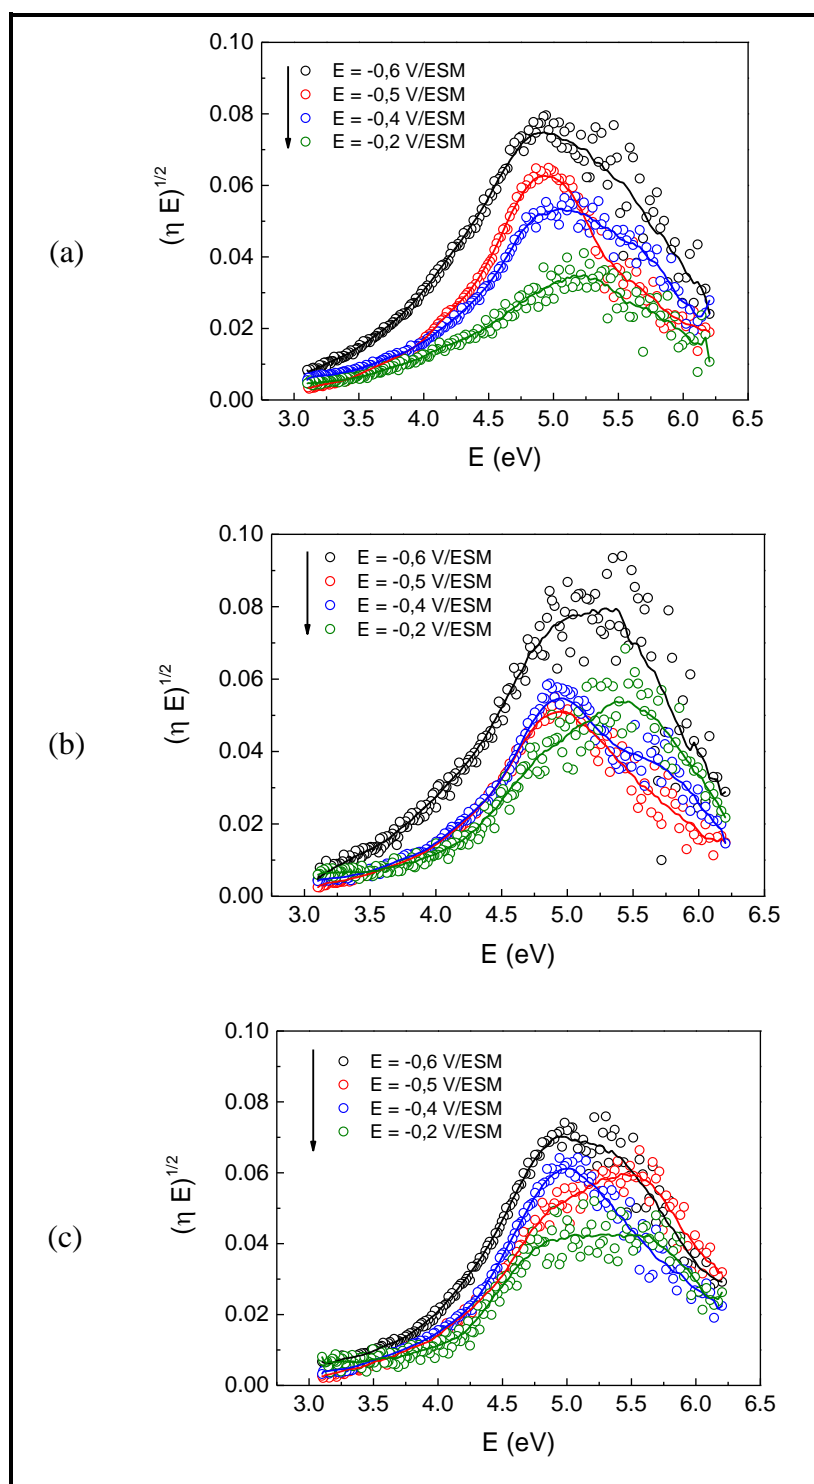 (a)
0.10
0.08
0.06
0.04
0.02
0.00
(η E)1/2
E = -0,6 V/ESM
E = -0,5 V/ESM
E = -0,4 V/ESM
E = -0,2 V/ESM
3.0 3.5 4.0 4.5 5.0 5.5 6.0 6.5
E (eV)
(b)
0.10
0.08
0.06
0.04
0.02
0.00
(η E)1/2
E = -0,6 V/ESM
E = -0,5 V/ESM
E = -0,4 V/ESM
E = -0,2 V/ESM
3.0 3.5 4.0 4.5 5.0 5.5 6.0 6.5
E (eV)
(c)
0.10
0.08
0.06
0.04
0.02
0.00
(η E)1/2
E = -0,6 V/ESM
E = -0,5 V/ESM
E = -0,4 V/ESM
E = -0,2 V/ESM
3.0 3.5 4.0 4.5 5.0 5.5 6.0 6.5
E (eV)